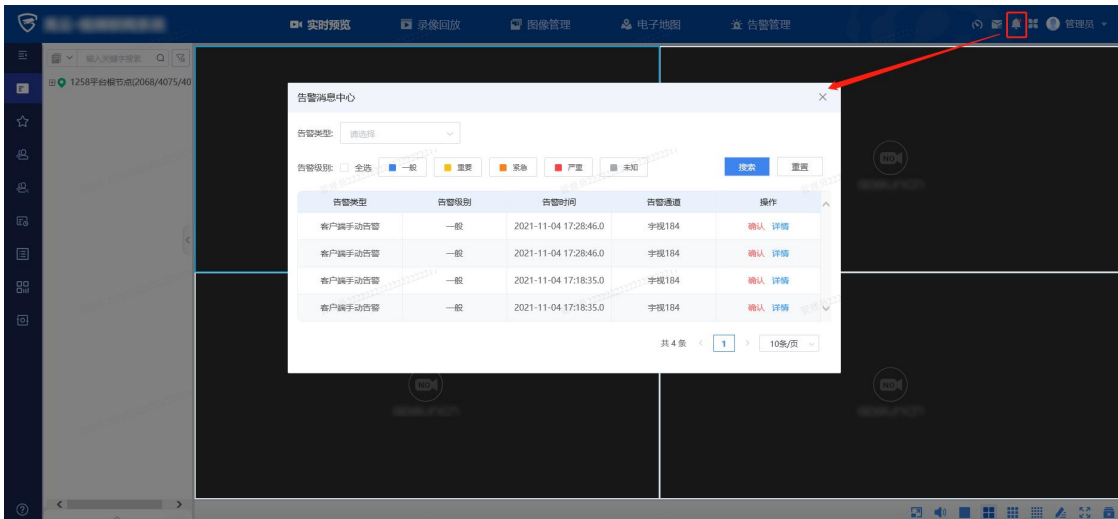 实时预览 录像回放 图像管理 电子地图 告警管理 管理员
输入关键字搜索
1258平台根节点(2068/4075/40
告警消息中心
告警类型: 请选择
告警级别: 全选 一般 重要 紧急 严重 未知 搜索 重置
告警类型 告警级别 告警时间 告警通道 操作
客户端手动告警 一般 2021-11-04 17:28:46.0 宇视184 确认 详情
客户端手动告警 一般 2021-11-04 17:28:46.0 宇视184 确认 详情
客户端手动告警 一般 2021-11-04 17:18:35.0 宇视184 确认 详情
客户端手动告警 一般 2021-11-04 17:18:35.0 宇视184 确认 详情
共 4 条 1 10条/页
NO
NO
NO